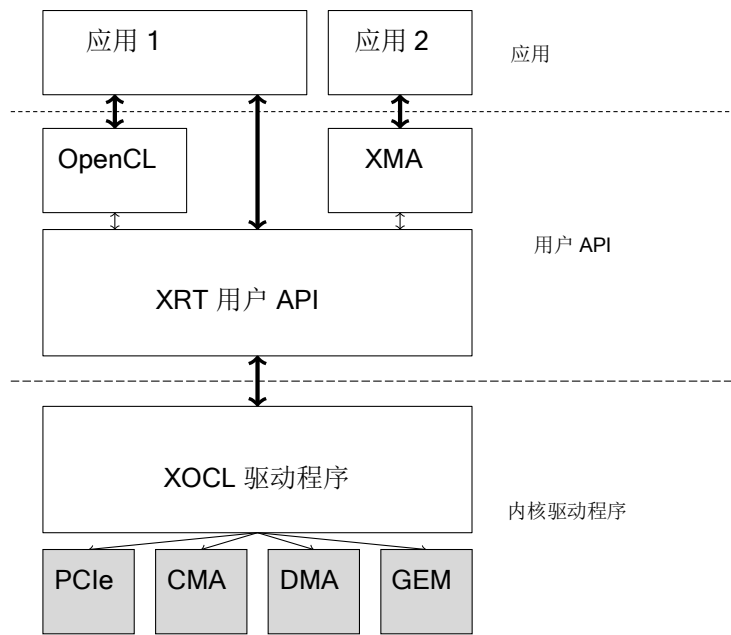 应用 1
应用 2
应用
OpenCL
XMA
用户 API
XRT 用户 API
XOCL 驱动程序
内核驱动程序
PCIe
CMA
DMA
GEM